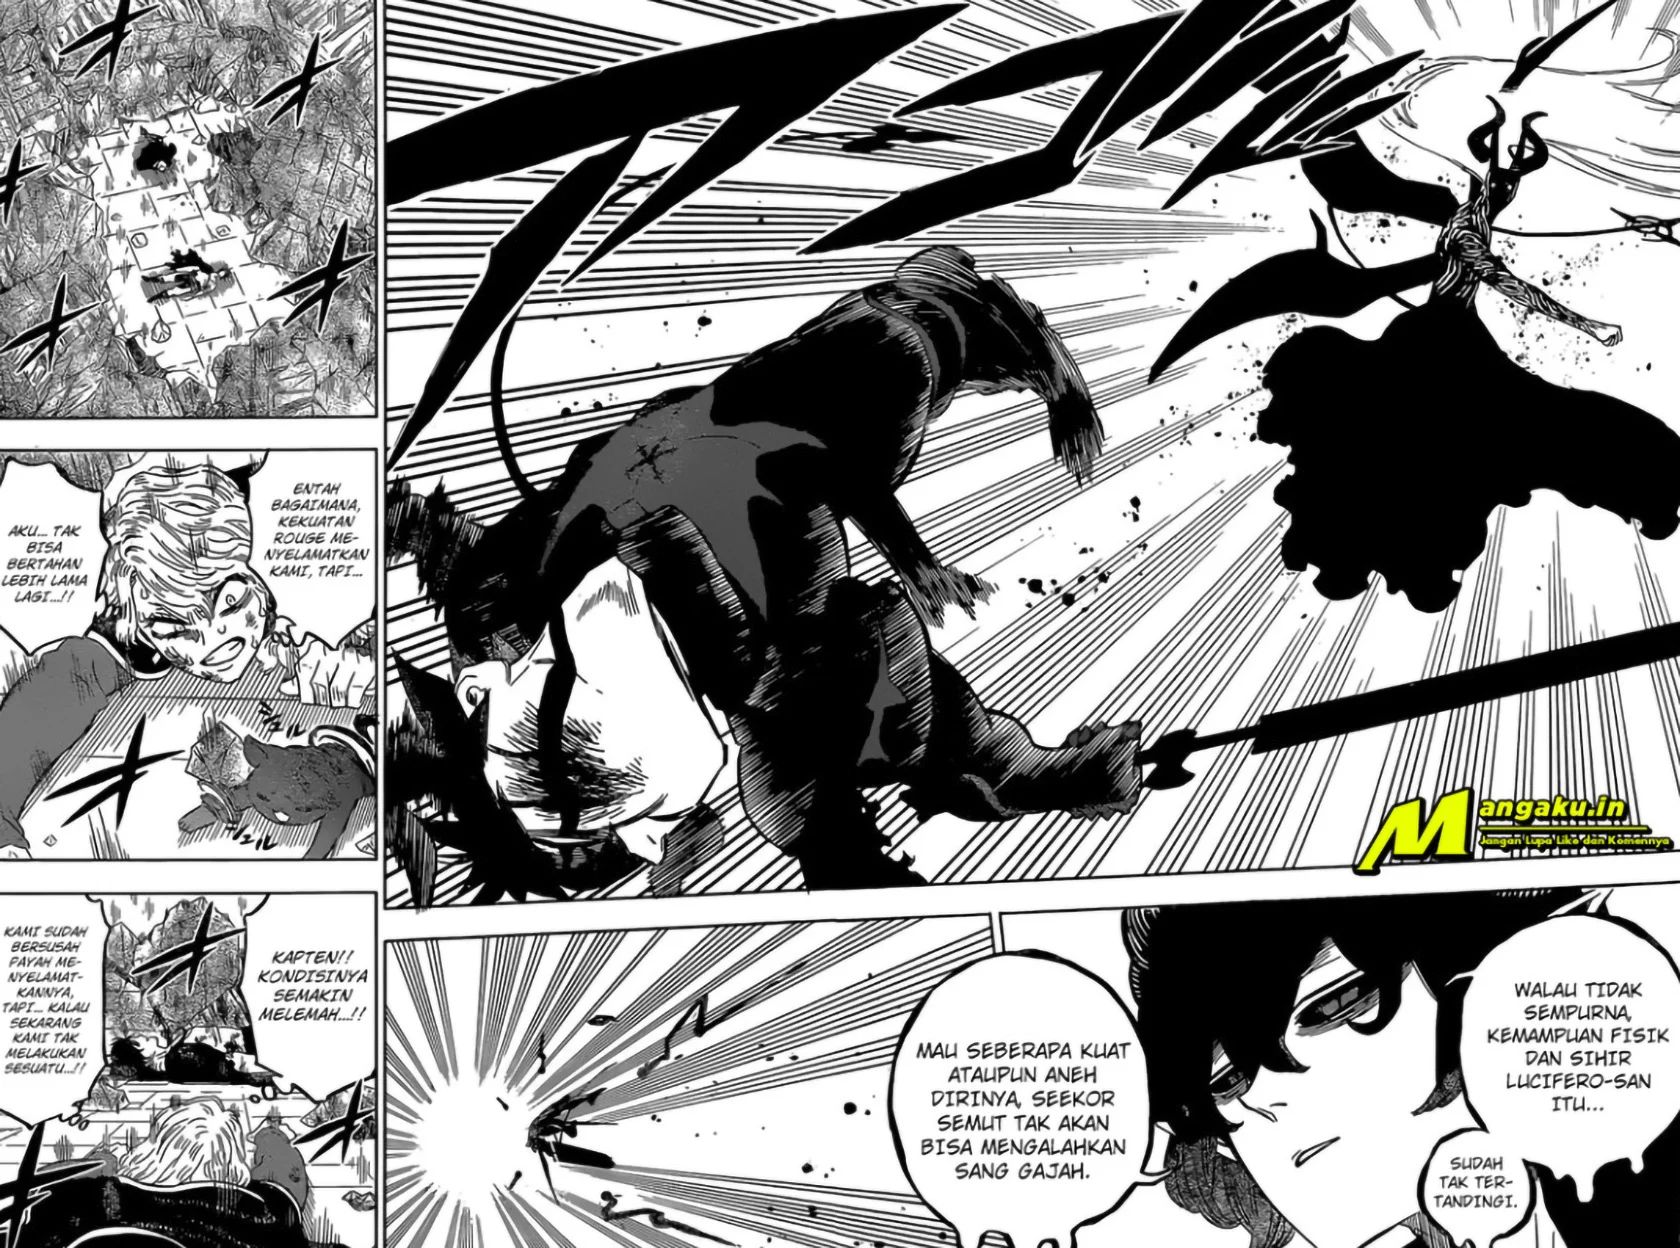 WALAU TIDAK
SEMPURNA,
KEMAMPUAN FISIK
DAN SIHIR
LUCIFERO-SAN
ITU...
SUDAH
TAK TER-
TANDINGI.
MAU SEBERAPA KUAT
ATAUPUN ANEH
DIRINYA, SEEKOR
SEMUT TAK AKAN
BISA MENGALAHKAN
SANG GAJAH.
ENTAH
BAGAIMANA,
KEKUATAN
ROUGE ME-
NYELAMATKAN
KAMI, TAPI...
AKU... TAK
BISA
BERTAHAN
LEBIH LAMA
LAGI...!!
KAPTEN!!
KONDISINYA
SEMAKIN
MELEMAH...!!
KAMI SUDAH
BERSUSAH
PAYAH ME-
NYELAMAT-
KANNYA,
TAPI... KALAU
SEKARANG
KAMI TAK
MELAKUKAN
SESUATU...!!
Mangaku.in
Jangan Lupa Like dan Komennya